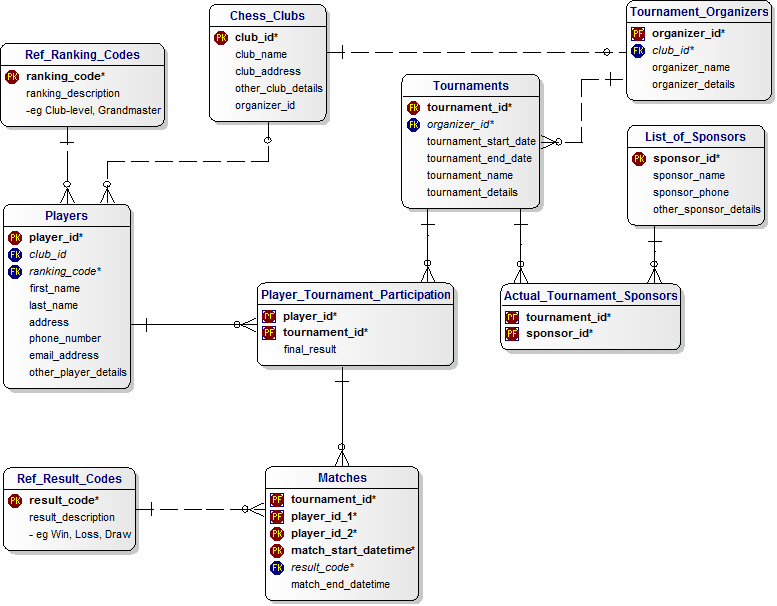 Chess_Clubs
PK club_id*
club_name
club_address
other_club_details
organizer_id
Tournament_Organizers
PF organizer_id*
FK club_id*
organizer_name
organizer_details
Ref_Ranking_Codes
PK ranking_code*
ranking_description
-eg Club-level, Grandmaster
Tournaments
FK tournament_id*
FK organizer_id*
tournament_start_date
tournament_end_date
tournament_name
tournament_details
List_of_Sponsors
PK sponsor_id*
sponsor_name
sponsor_phone
other_sponsor_details
Players
PK player_id*
FK club_id
FK ranking_code*
first_name
last_name
address
phone_number
email_address
other_player_details
Player_Tournament_Participation
PF player_id*
PF tournament_id*
final_result
Actual_Tournament_Sponsors
PF tournament_id*
PF sponsor_id*
Ref_Result_Codes
PK result_code*
result_description
- eg Win, Loss, Draw
Matches
PF tournament_id*
PF player_id_1*
PK player_id_2*
PK match_start_datetime*
FK result_code*
match_end_datetime